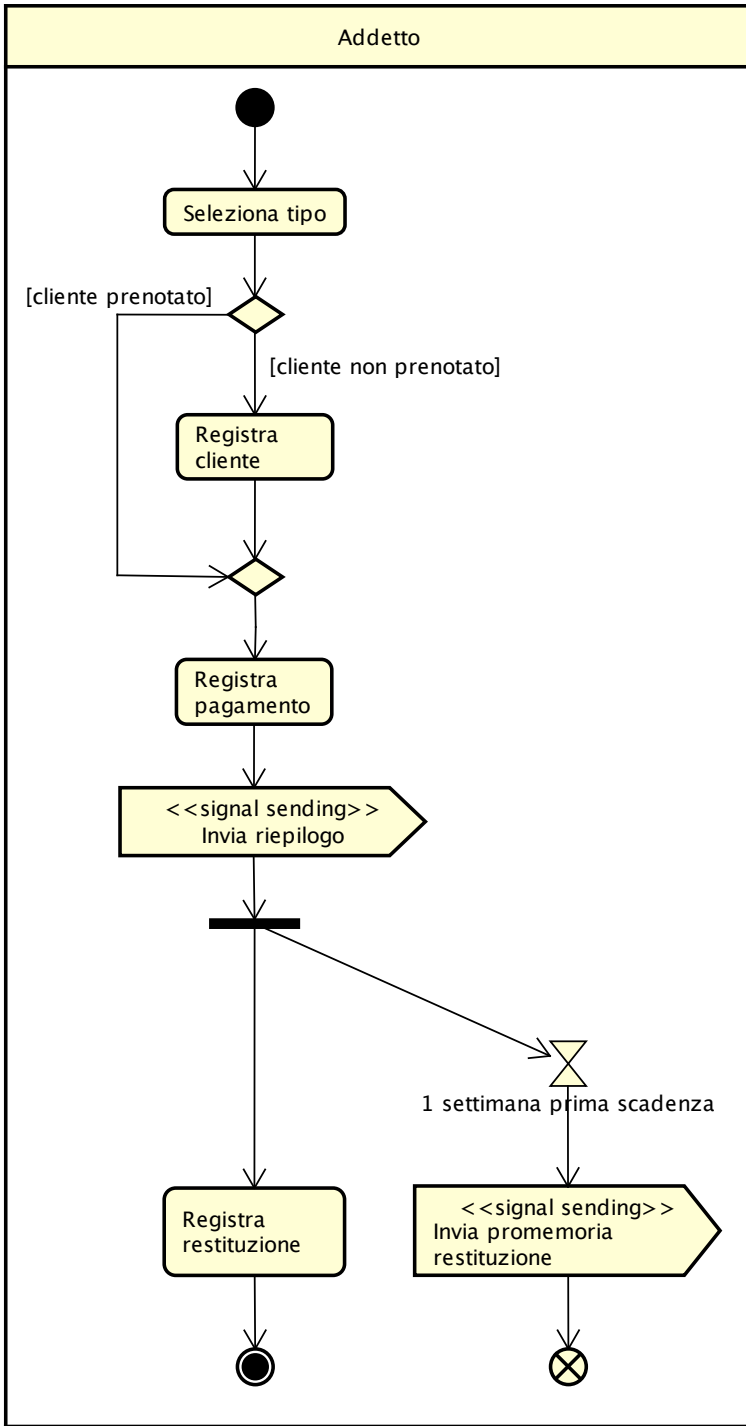 Addetto
Seleziona tipo
[cliente prenotato]
[cliente non prenotato]
Registra
cliente
Registra
pagamento
<<signal sending>>
Invia riepilogo
1 settimana prima scadenza
Registra
restituzione
<<signal sending>>
Invia promemoria
restituzione